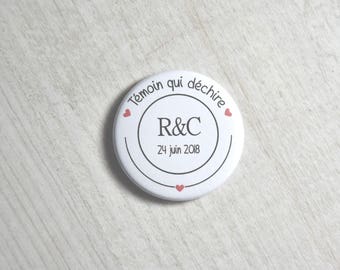 Témoin qui déchire
R&C
24 juin 2018